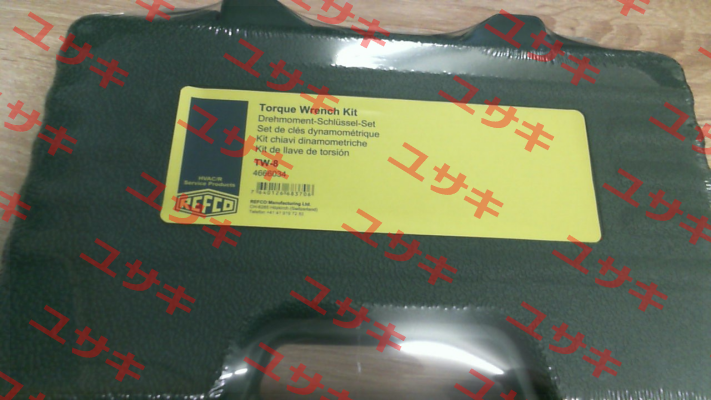 Torque Wrench Kit
Drehmoment-Schlüssel-Set
Set de clés dynamométrique
Kit chiavi dinamometriche
Kit de llave de torsión
TW-8
4666034
HVAC/R
Service Products
REFCO
REFCO Manufacturing Ltd.
ユサキ